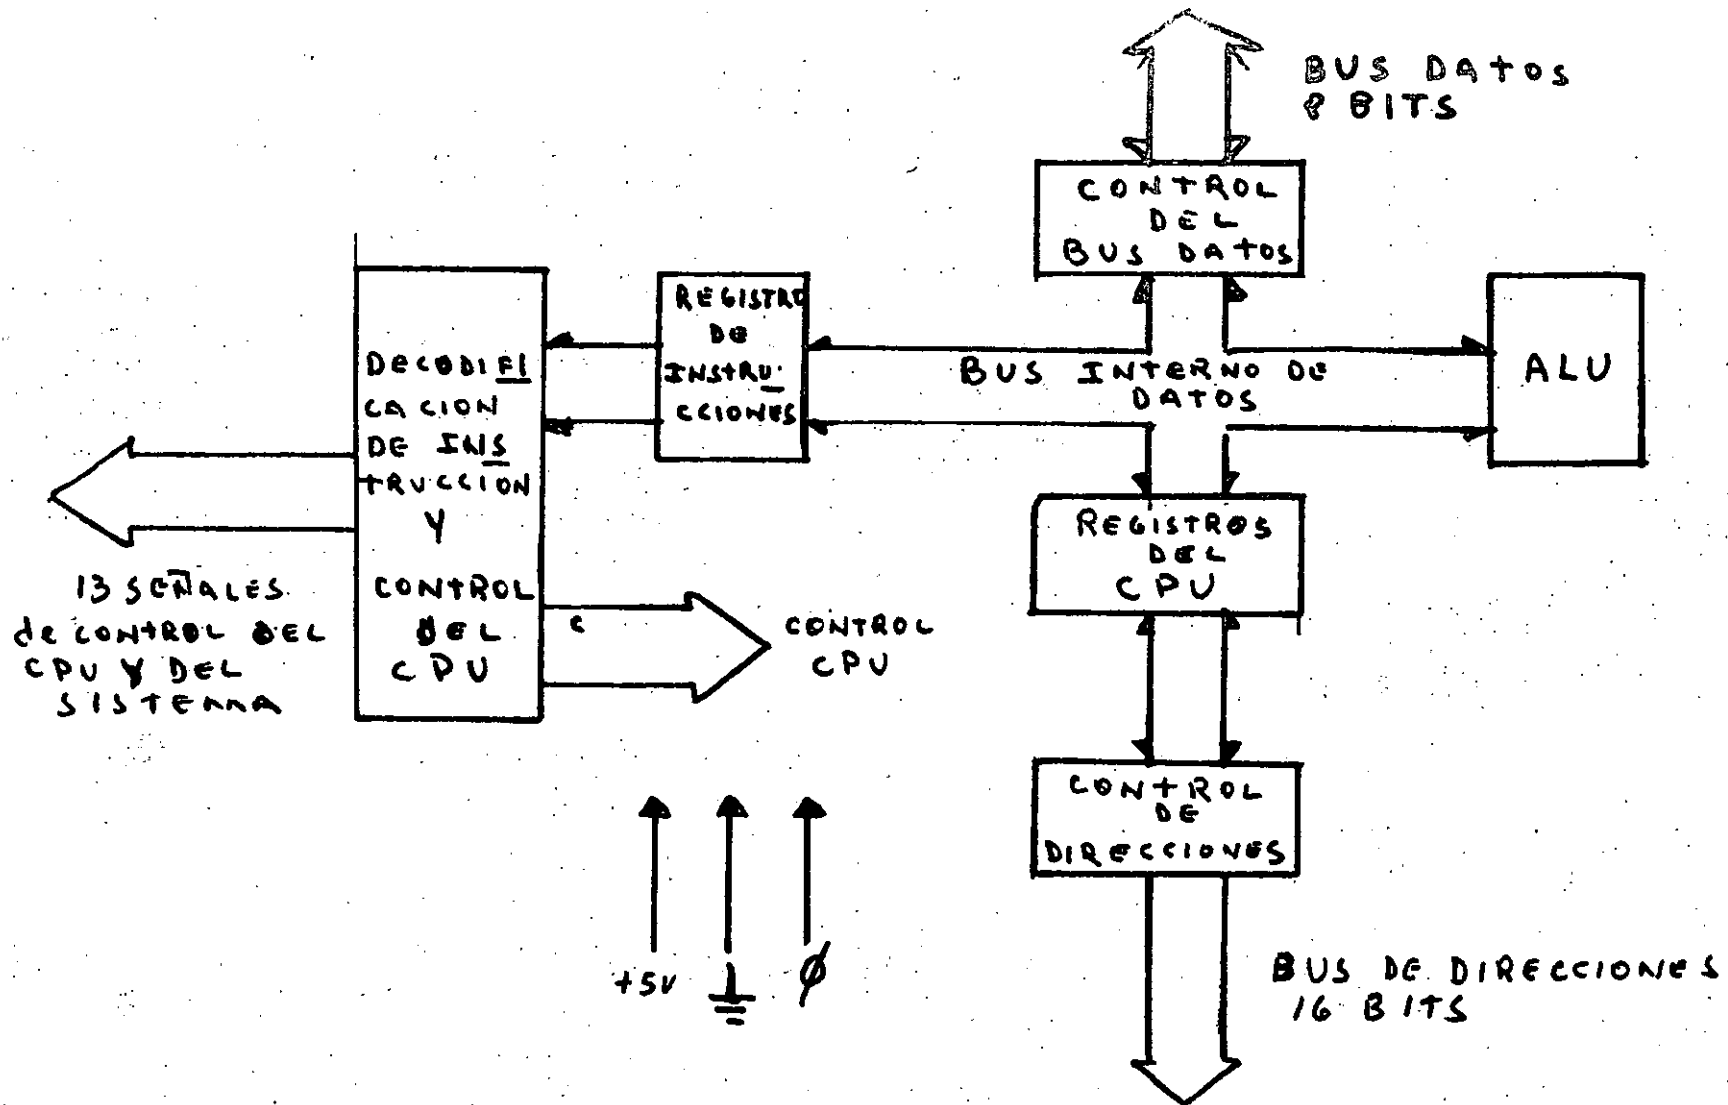 BUS DATOS
8 BITS
CONTROL
DEL
BUS DATOS
REGISTRO
DE
INSTRU-
CCIONES
DECODIFI
CACION
DE INS
TRUCCION
Y
CONTROL
DEL
CPU
BUS INTERNO DE
DATOS
ALU
REGISTROS
DEL
CPU
13 SEÑALES
de CONTROL DEL
CPU Y DEL
SISTEMA
C
CONTROL
CPU
CONTROL
DE
DIRECCIONES
+5V
Ø
BUS DE DIRECCIONES
16 BITS